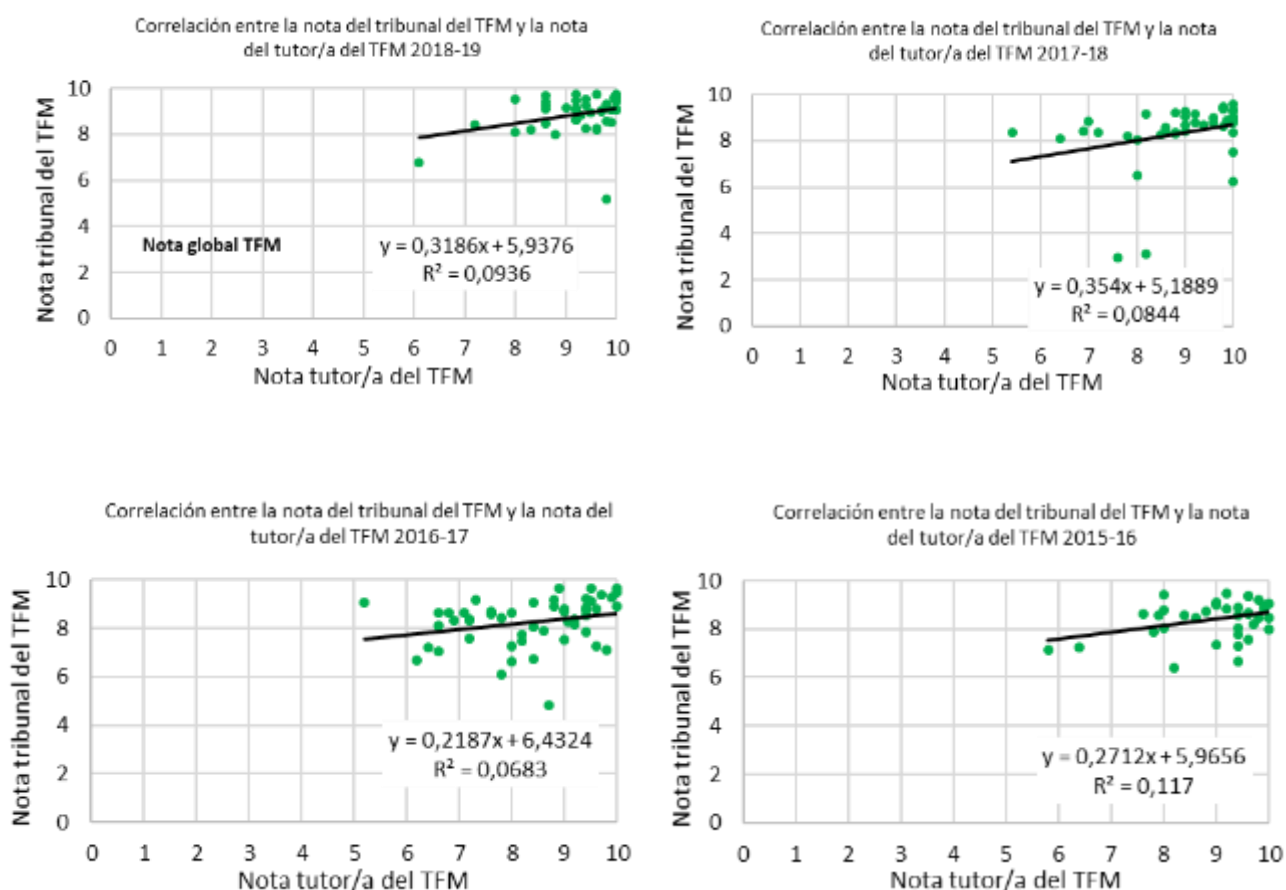 Correlación entre la nota del tribunal del TFM y la nota
del tutor/a del TFM 2018-19
Nota tribunal del TFM
10
8
6
4
2
0
Nota global TFM
y = 0,3186x + 5,9376
R² = 0,0936
0 1 2 3 4 5 6 7 8 9 10
Nota tutor/a del TFM
Correlación entre la nota del tribunal del TFM y la nota
del tutor/a del TFM 2017-18
Nota tribunal del TFM
10
8
6
4
2
0
y = 0,354x + 5,1889
R² = 0,0844
0 1 2 3 4 5 6 7 8 9 10
Nota tutor/a del TFM
Correlación entre la nota del tribunal del TFM y la nota del
tutor/a del TFM 2016-17
Nota tribunal del TFM
10
8
6
4
2
0
y = 0,2187x + 6,4324
R² = 0,0683
0 1 2 3 4 5 6 7 8 9 10
Nota tutor/a del TFM
Correlación entre la nota del tribunal del TFM y la nota
del tutor/a del TFM 2015-16
Nota tribunal del TFM
10
8
6
4
2
0
y = 0,2712x + 5,9656
R² = 0,117
0 1 2 3 4 5 6 7 8 9 10
Nota tutor/a del TFM